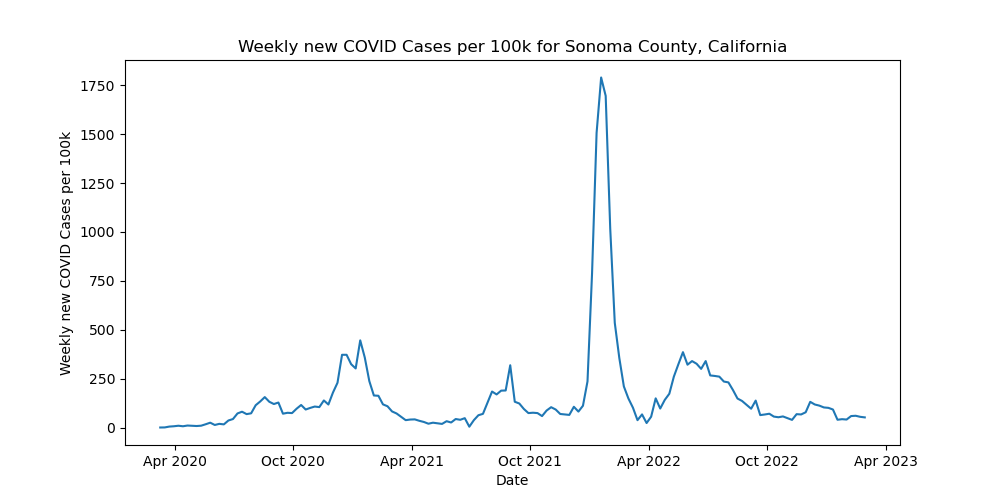 Weekly new COVID Cases per 100k for Sonoma County, California
Weekly new COVID Cases per 100k
1750
1500
1250
1000
750
500
250
0
Apr 2020 Oct 2020 Apr 2021 Oct 2021 Apr 2022 Oct 2022 Apr 2023
Date